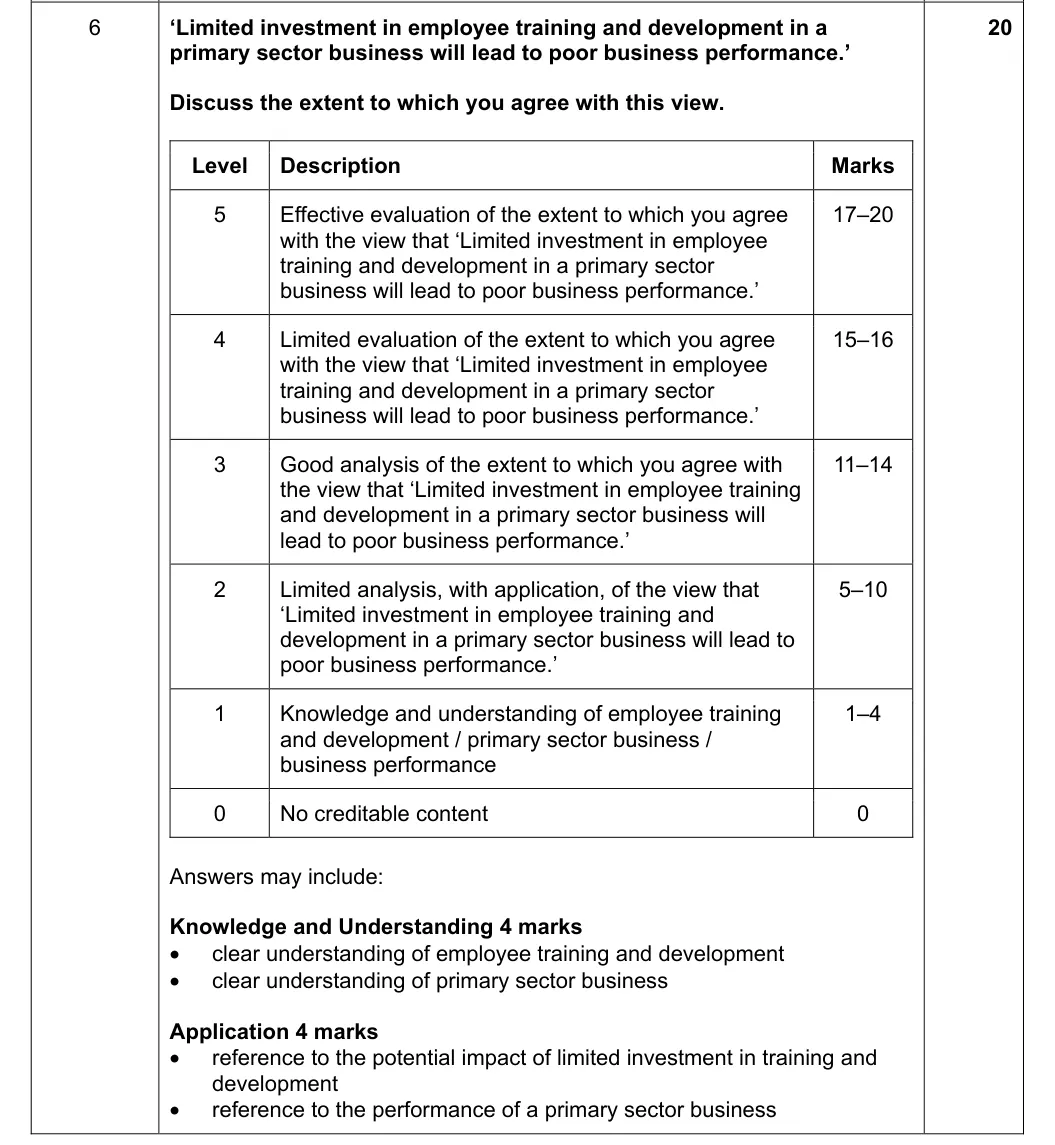 6
‘Limited investment in employee training and development in a
primary sector business will lead to poor business performance.’
20
Discuss the extent to which you agree with this view.
Level Description Marks
5 Effective evaluation of the extent to which you agree 17–20
with the view that ‘Limited investment in employee
training and development in a primary sector
business will lead to poor business performance.’
4 Limited evaluation of the extent to which you agree 15–16
with the view that ‘Limited investment in employee
training and development in a primary sector
business will lead to poor business performance.’
3 Good analysis of the extent to which you agree with 11–14
the view that ‘Limited investment in employee training
and development in a primary sector business will
lead to poor business performance.’
2 Limited analysis, with application, of the view that 5–10
‘Limited investment in employee training and
development in a primary sector business will lead to
poor business performance.’
1 Knowledge and understanding of employee training 1–4
and development / primary sector business /
business performance
0 No creditable content 0
Answers may include:
Knowledge and Understanding 4 marks
• clear understanding of employee training and development
• clear understanding of primary sector business
Application 4 marks
• reference to the potential impact of limited investment in training and
development
• reference to the performance of a primary sector business